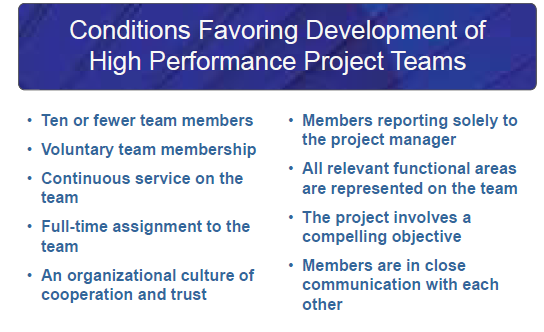 Conditions Favoring Development of
High Performance Project Teams
• Ten or fewer team members
• Voluntary team membership
• Continuous service on the
team
• Full-time assignment to the
team
• An organizational culture of
cooperation and trust
• Members reporting solely to
the project manager
• All relevant functional areas
are represented on the team
• The project involves a
compelling objective
• Members are in close
communication with each
other